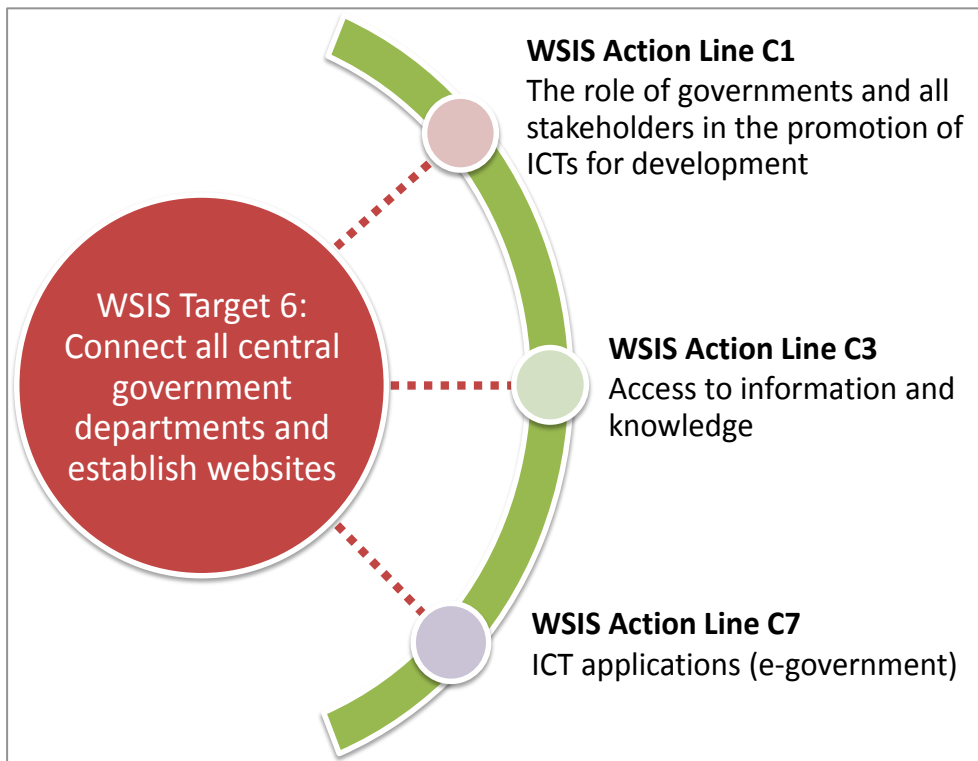 WSIS Target 6:
Connect all central
government
departments and
establish websites
WSIS Action Line C1
The role of governments and all
stakeholders in the promotion of
ICTs for development
WSIS Action Line C3
Access to information and
knowledge
WSIS Action Line C7
ICT applications (e-government)